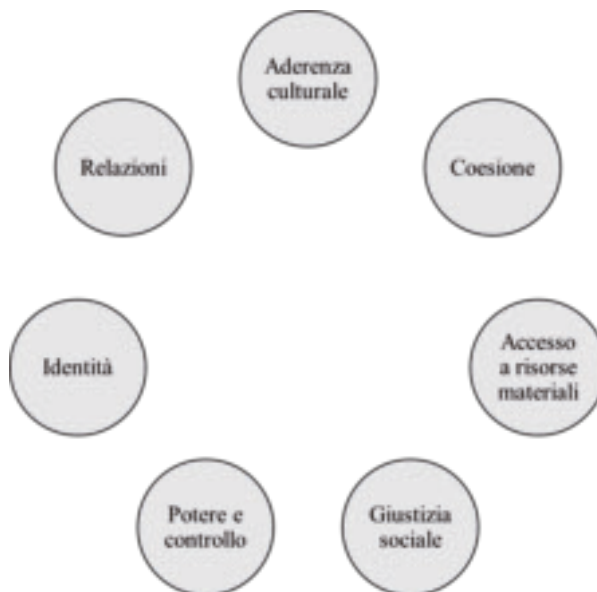 Aderenza
culturale
Relazioni
Coesione
Identità
Accesso
a risorse
materiali
Potere e
controllo
Giustizia
sociale